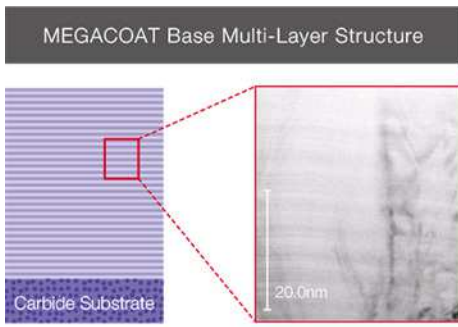 MEGACOAT Base Multi-Layer Structure
20.0nm
Carbide Substrate